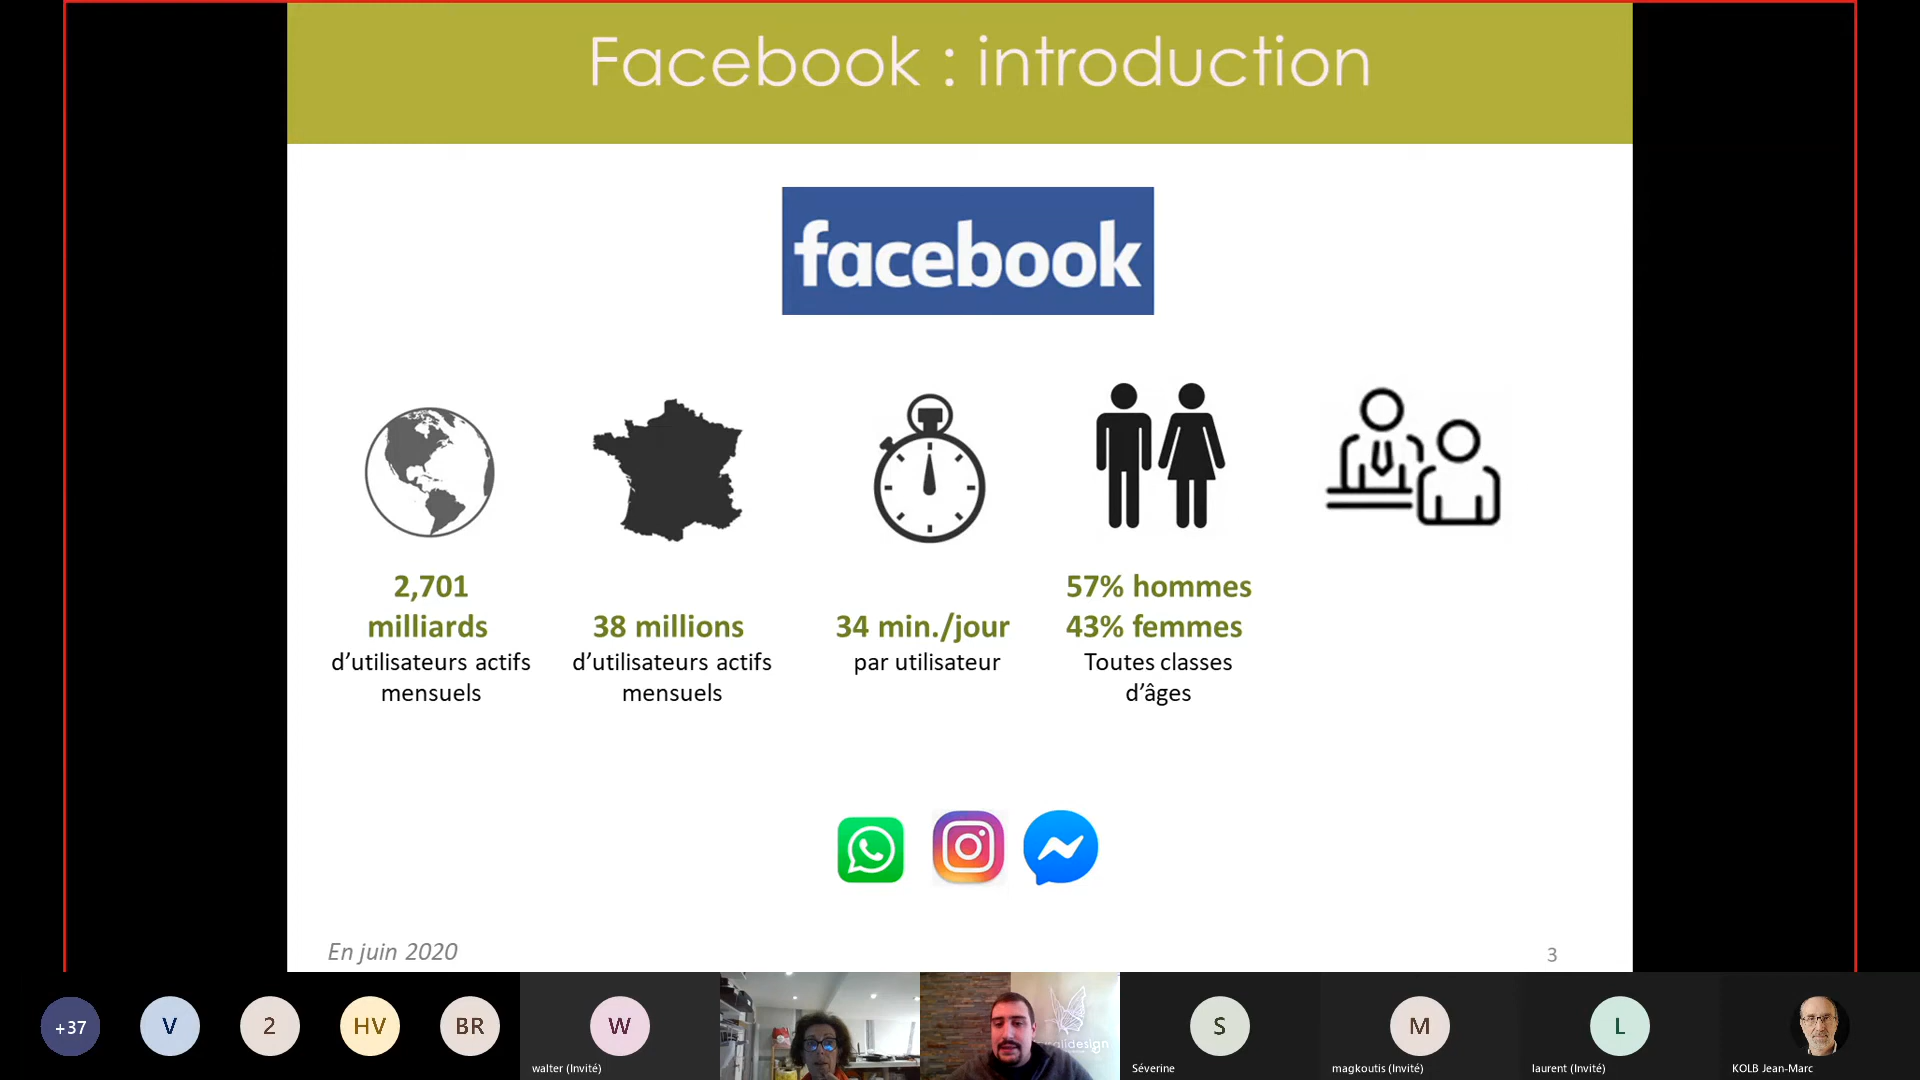 Facebook : introduction
facebook
2,701
milliards
d’utilisateurs actifs
mensuels
38 millions
d’utilisateurs actifs
mensuels
34 min./jour
par utilisateur
57% hommes
43% femmes
Toutes classes
d’âges
En juin 2020
3
+37
V
2
HV
BR
W
walter (Invité)
S
Séverine
M
magkoutis (Invité)
L
laurent (Invité)
KOLB Jean-Marc